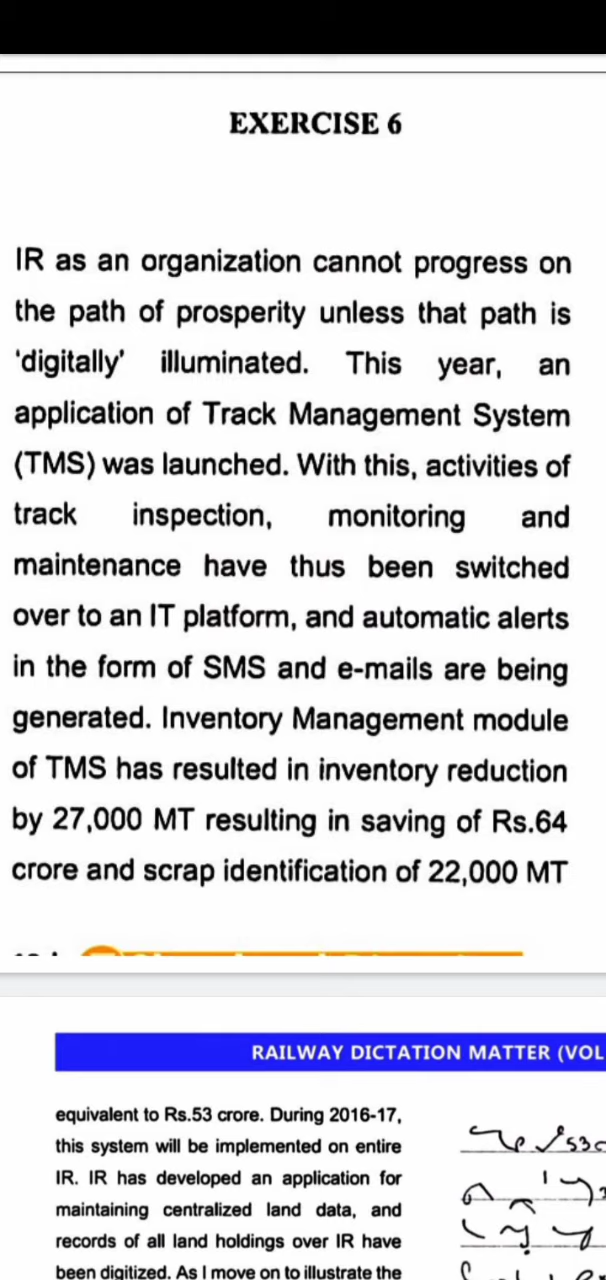 EXERCISE 6
IR as an organization cannot progress on
the path of prosperity unless that path is
'digitally' illuminated. This year, an
application of Track Management System
(TMS) was launched. With this, activities of
track inspection, monitoring and
maintenance have thus been switched
over to an IT platform, and automatic alerts
in the form of SMS and e-mails are being
generated. Inventory Management module
of TMS has resulted in inventory reduction
by 27,000 MT resulting in saving of Rs.64
crore and scrap identification of 22,000 MT
RAILWAY DICTATION MATTER (VOL
equivalent to Rs.53 crore. During 2016-17,
this system will be implemented on entire
IR. IR has developed an application for
maintaining centralized land data, and
records of all land holdings over IR have
been digitized. As I move on to illustrate the